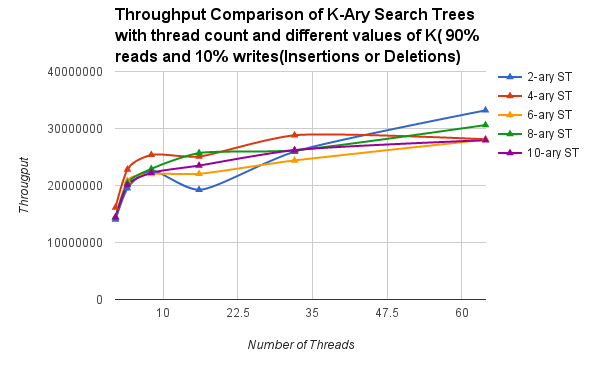 Throughput Comparison of K-Ary Search Trees
with thread count and different values of K( 90%
reads and 10% writes(Insertions or Deletions)
40000000
30000000
20000000
10000000
0
Througput
10
22.5
35
47.5
60
Number of Threads
2-ary ST
4-ary ST
6-ary ST
8-ary ST
10-ary ST